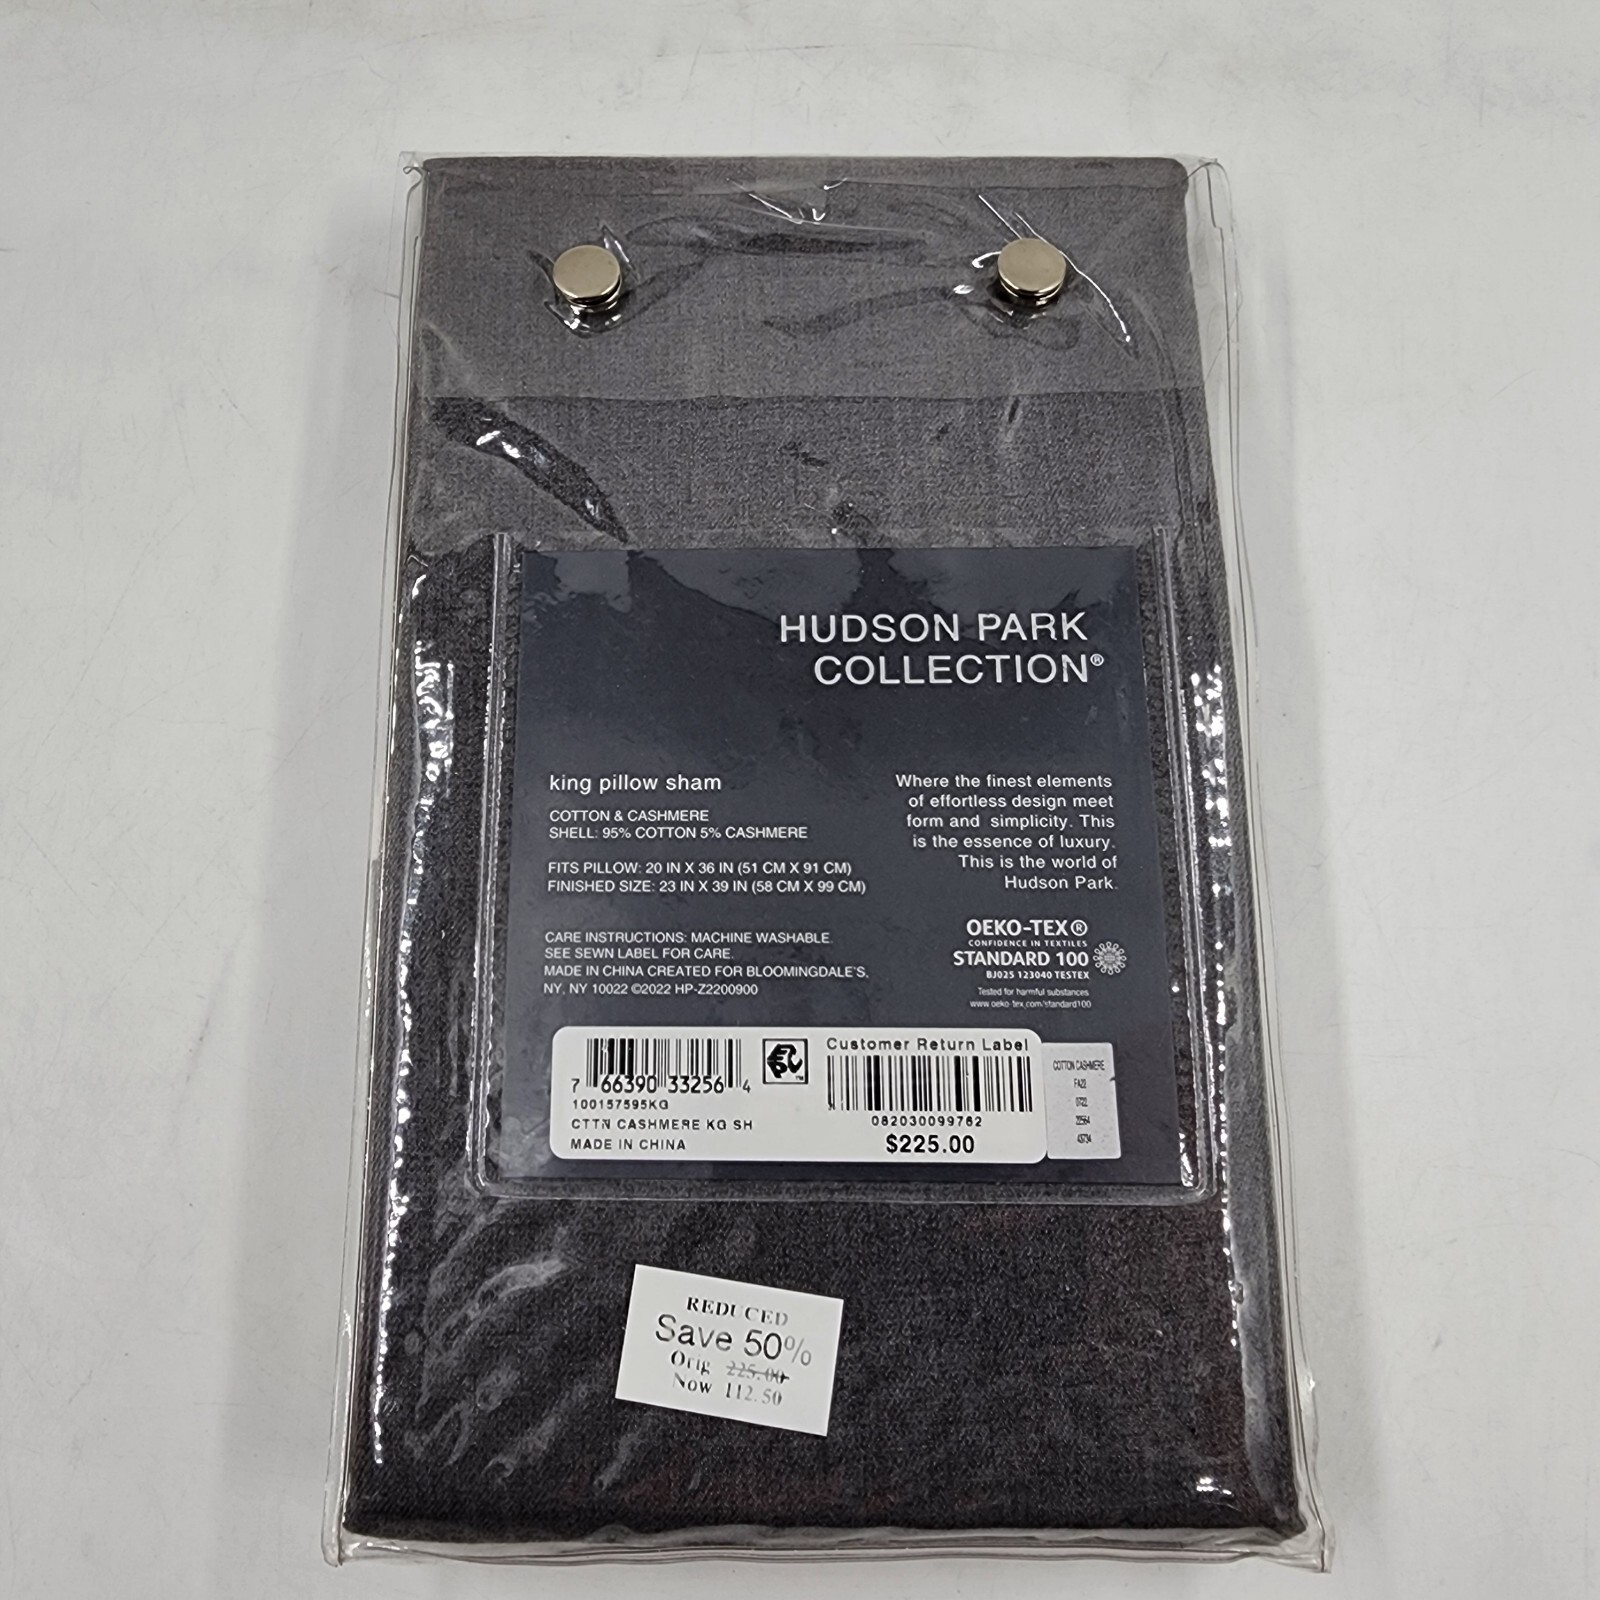 HUDSON PARK
COLLECTION®
king pillow sham
COTTON & CASHMERE
SHELL: 95% COTTON 5% CASHMERE
FITS PILLOW: 20 IN X 36 IN (51 CM X 91 CM)
FINISHED SIZE: 23 IN X 39 IN (58 CM X 99 CM)
CARE INSTRUCTIONS: MACHINE WASHABLE.
SEE SEWN LABEL FOR CARE.
MADE IN CHINA CREATED FOR BLOOMINGDALE'S,
NY, NY 10022 ©2022 HP-Z2200900
Where the finest elements
of effortless design meet
form and simplicity. This
is the essence of luxury.
This is the world of
Hudson Park.
OEKO-TEX®
CONFIDENCE IN TEXTILES
STANDARD 100
BJ025 123040 TESTEX
Tested for harmful substances
www.oeko-tex.com/standard100
7 66390 33256 4
100157595KG
CTTN CASHMERE KG SH
MADE IN CHINA
Customer Return Label
082030099762
$225.00
COTTON CASHMERE
FA22
0722
22564
43734
REDUCED
Save 50%
Orig 225.00
Now 112.50